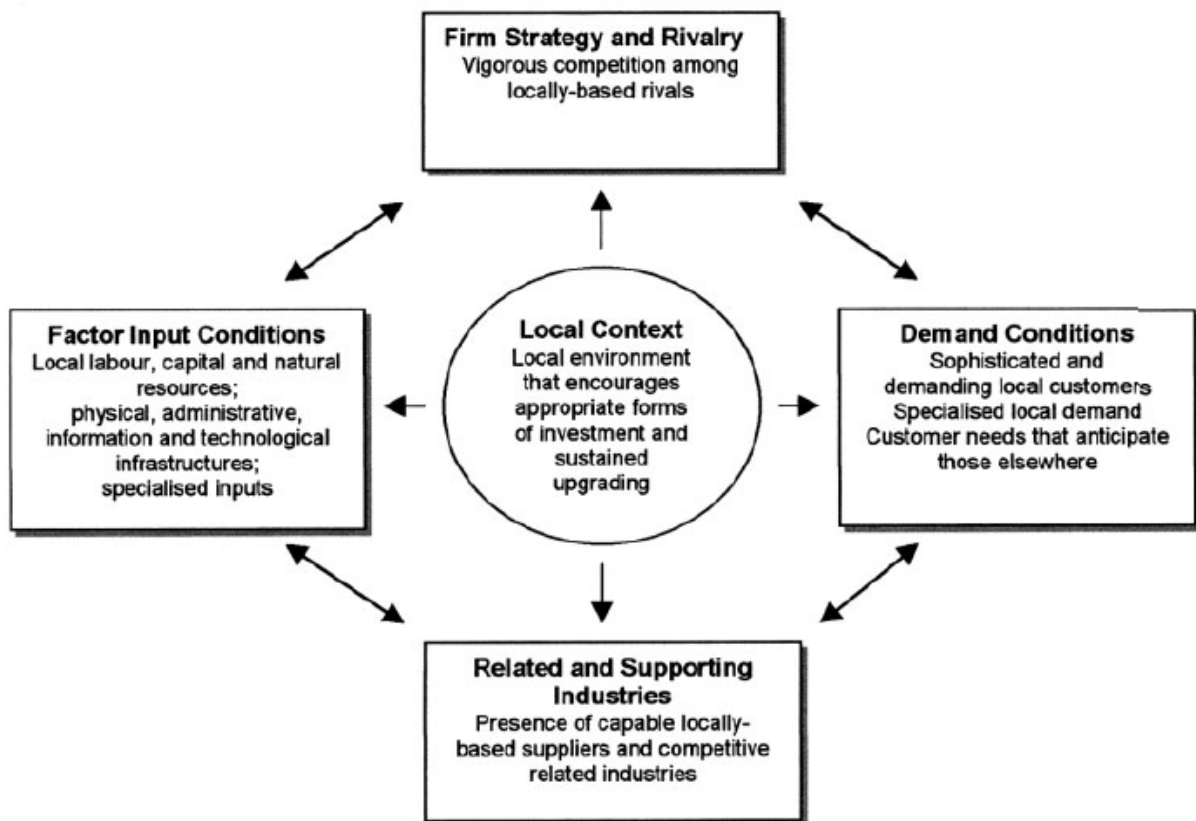 Firm Strategy and Rivalry
Vigorous competition among
locally-based rivals
Factor Input Conditions
Local labour, capital and natural
resources;
physical, administrative,
information and technological
infrastructures;
specialised inputs
Local Context
Local environment
that encourages
appropriate forms
of investment and
sustained
upgrading
Demand Conditions
Sophisticated and
demanding local customers
Specialised local demand
Customer needs that anticipate
those elsewhere
Related and Supporting
Industries
Presence of capable locally-
based suppliers and competitive
related industries